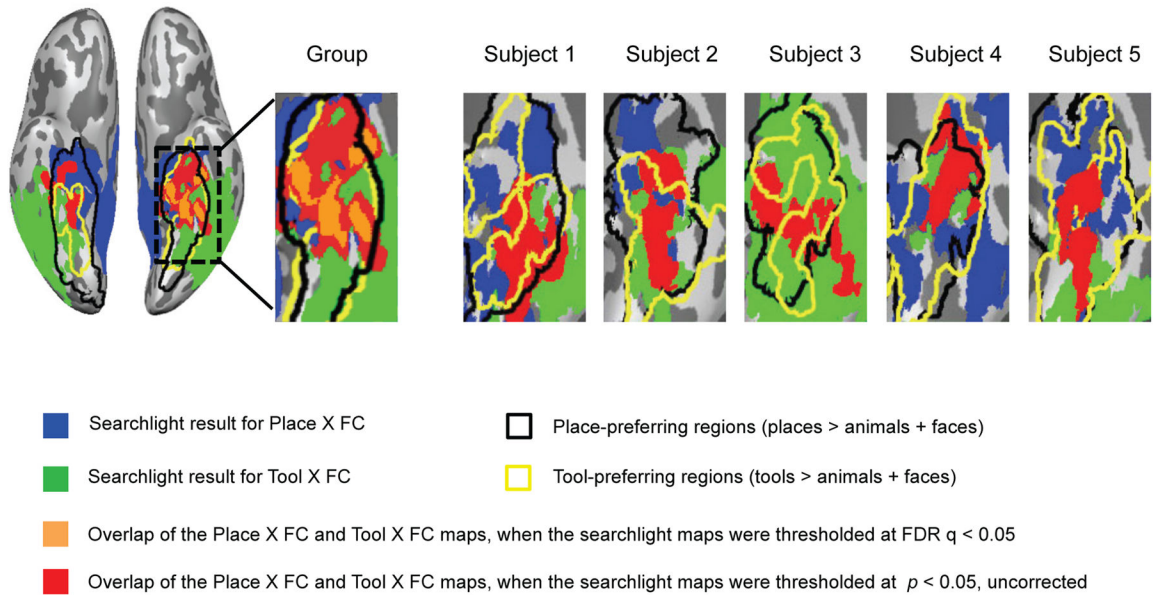 Group
Subject 1
Subject 2
Subject 3
Subject 4
Subject 5
Searchlight result for Place X FC
Place-preferring regions (places > animals + faces)
Searchlight result for Tool X FC
Tool-preferring regions (tools > animals + faces)
Overlap of the Place X FC and Tool X FC maps, when the searchlight maps were thresholded at FDR q < 0.05
Overlap of the Place X FC and Tool X FC maps, when the searchlight maps were thresholded at p < 0.05, uncorrected